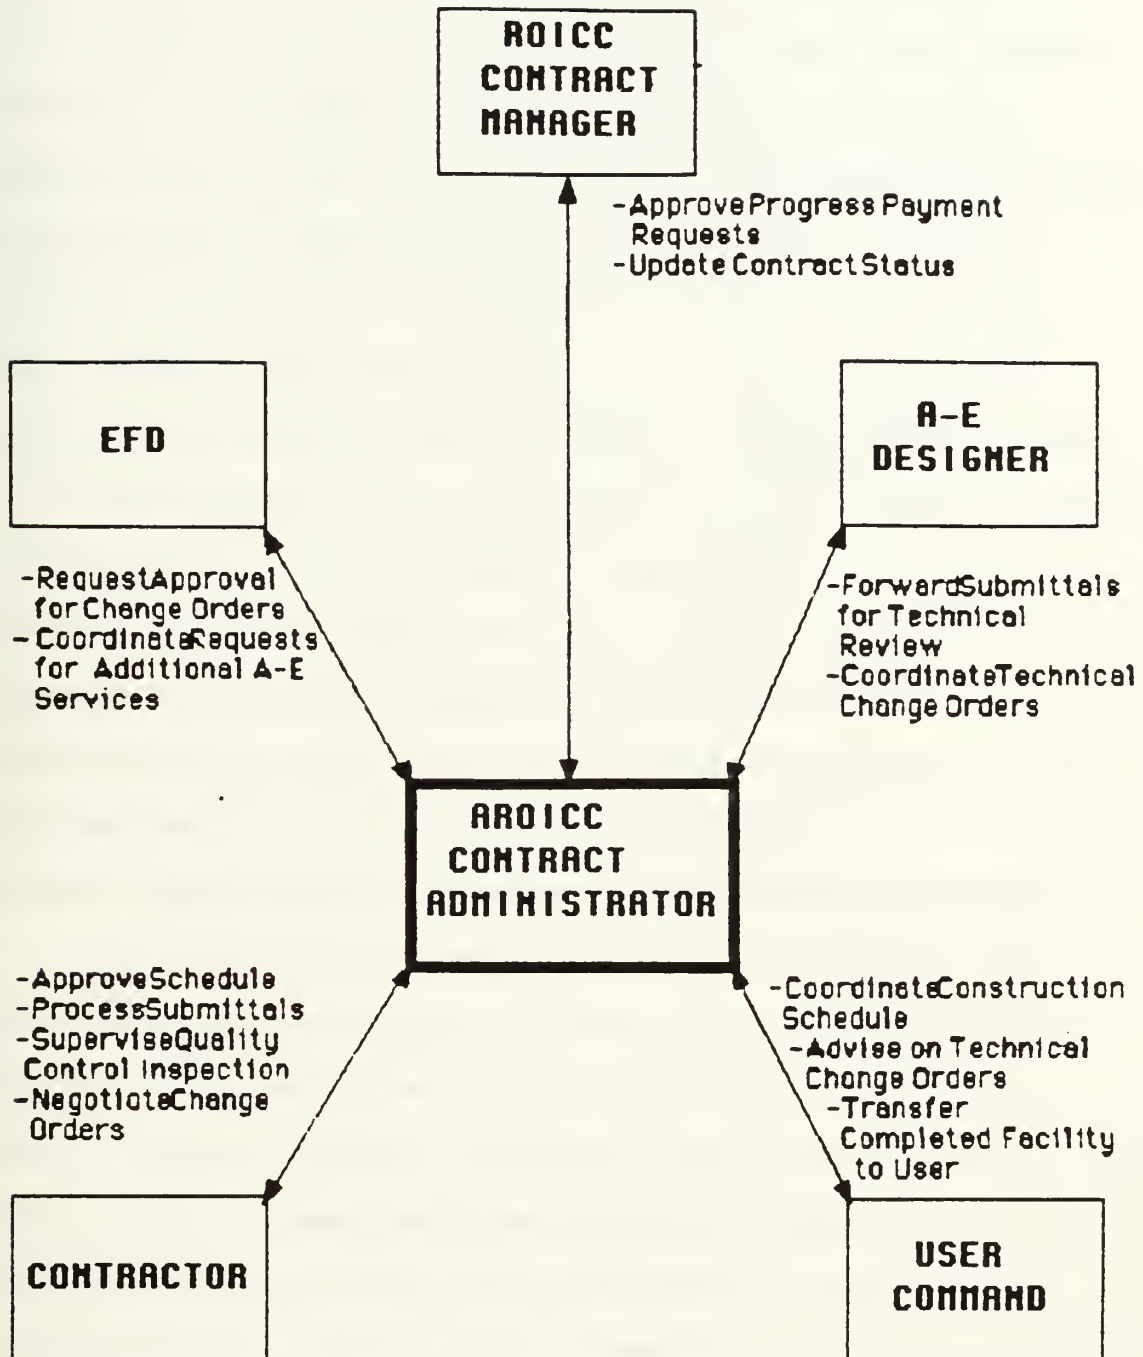 ROICC
CONTRACT
MANAGER
-Approve Progress Payment
Requests
-Update Contract Status
EFD
A-E
DESIGNER
-Request Approval
for Change Orders
-Coordinate Requests
for Additional A-E
Services
-Forward Submittals
for Technical
Review
-Coordinate Technical
Change Orders
AROICC
CONTRACT
ADMINISTRATOR
-Approve Schedule
-Process Submittals
-Supervise Quality
Control Inspection
-Negotiate Change
Orders
-Coordinate Construction
Schedule
-Advise on Technical
Change Orders
-Transfer
Completed Facility
to User
CONTRACTOR
USER
COMMAND